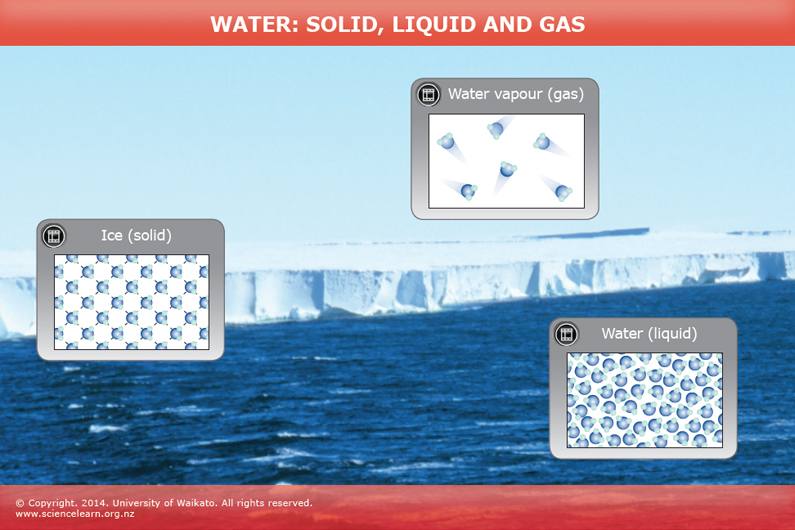 WATER: SOLID, LIQUID AND GAS
Water vapour (gas)
Ice (solid)
Water (liquid)
© Copyright. 2014. University of Waikato. All rights reserved.
www.sciencelearn.org.nz